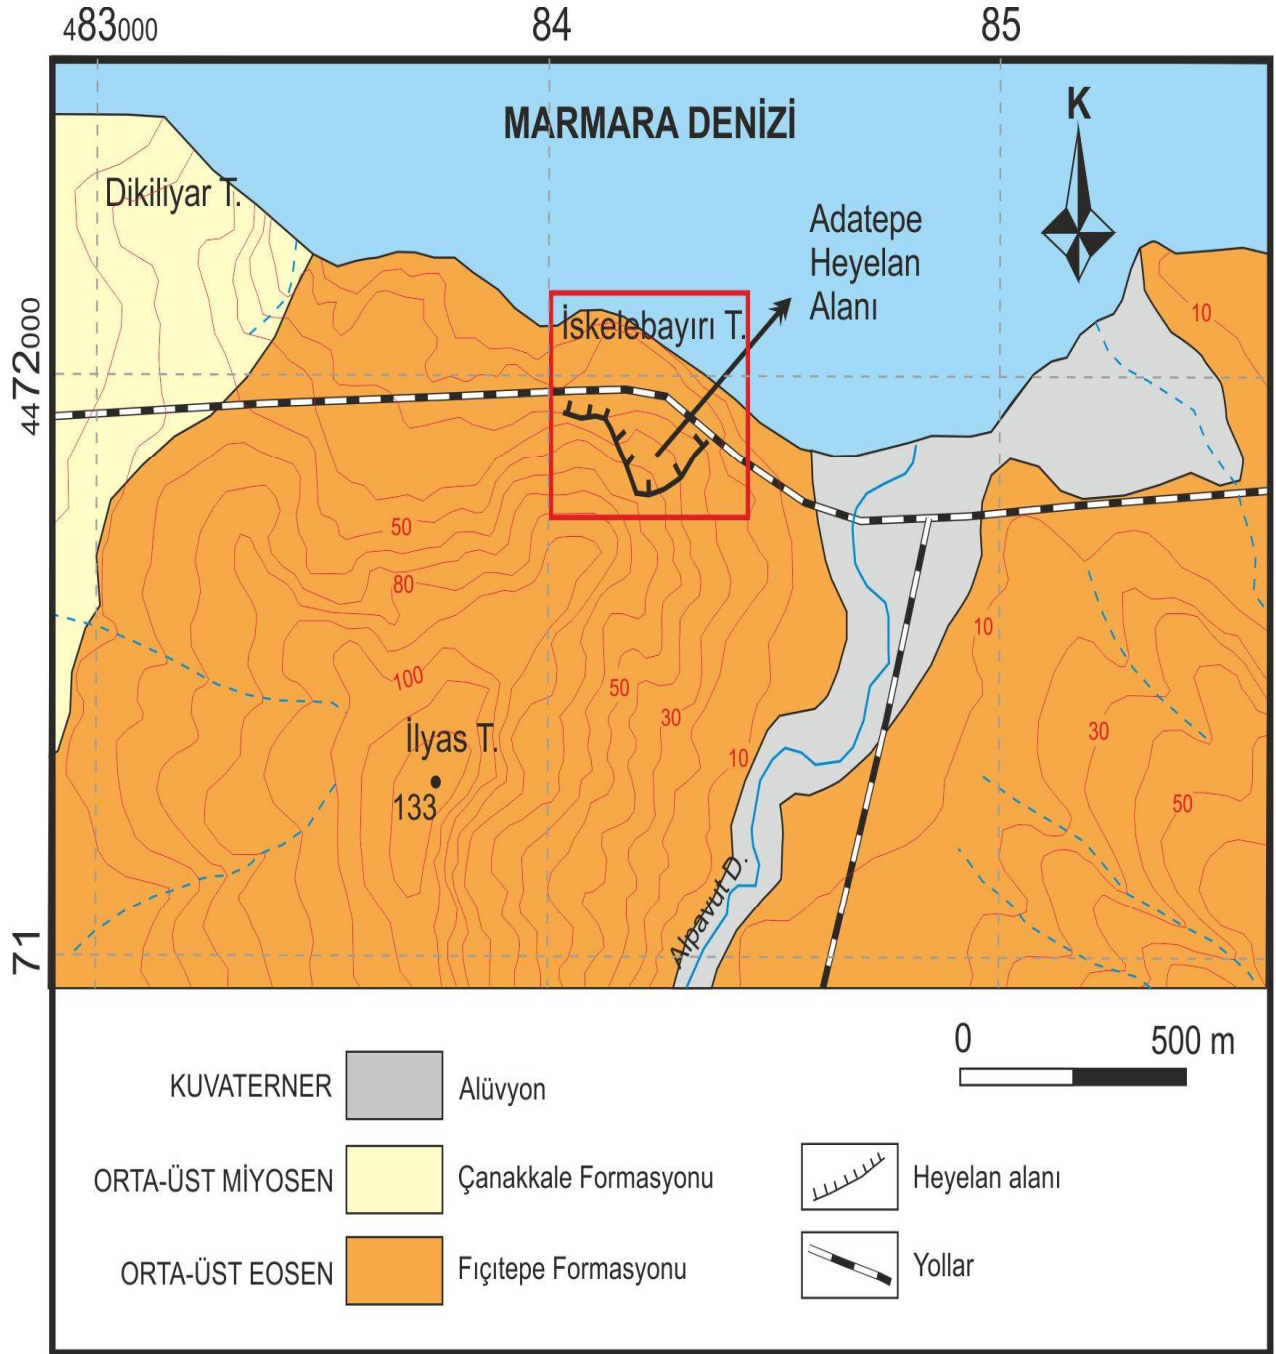 483000
84
85
MARMARA DENİZİ
K
Dikiliyar T.
Adatepe
Heyelan
Alanı
İskelebayırı T.
10
4472000
50
80
10
100
50
30
İlyas T.
30
10
133
50
Alpavut D.
71
0 500 m
KUVATERNER Alüvyon
ORTA-ÜST MİYOSEN Çanakkale Formasyonu Heyelan alanı
ORTA-ÜST EOSEN Fıçıtepe Formasyonu Yollar